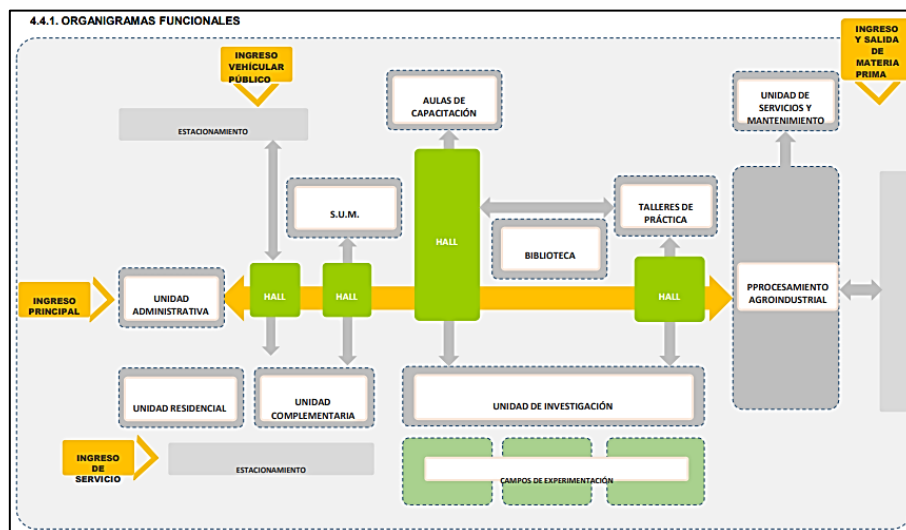 4.4.1. ORGANIGRAMAS FUNCIONALES
INGRESO
VEHÍCULAR
PÚBLICO
INGRESO
Y SALIDA
DE
MATERIA
PRIMA
AULAS DE
CAPACITACIÓN
UNIDAD DE
SERVICIOS Y
MANTENIMIENTO
ESTACIONAMIENTO
S.U.M.
TALLERES DE
PRÁCTICA
HALL
BIBLIOTECA
INGRESO
PRINCIPAL
UNIDAD
ADMINISTRATIVA
HALL
HALL
HALL
PPROCESAMIENTO
AGROINDUSTRIAL
UNIDAD RESIDENCIAL
UNIDAD
COMPLEMENTARIA
UNIDAD DE INVESTIGACIÓN
INGRESO
DE
SERVICIO
ESTACIONAMIENTO
CAMPOS DE EXPERIMENTACIÓN